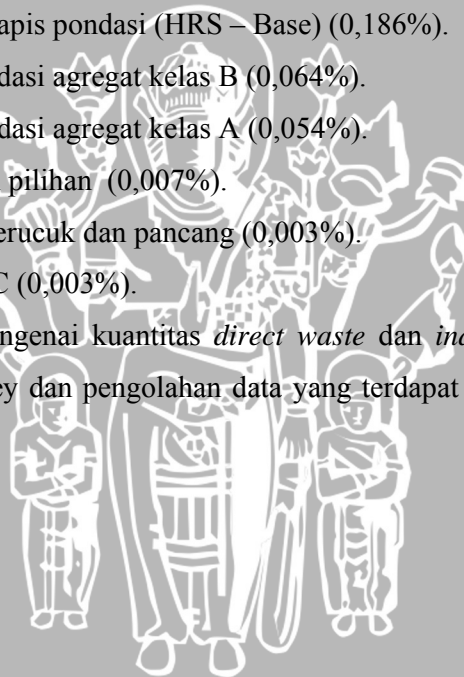 apis pondasi (HRS – Base) (0,186%).
dasi agregat kelas B (0,064%).
dasi agregat kelas A (0,054%).
pilihan (0,007%).
erucuk dan pancang (0,003%).
C (0,003%).
ngenai kuantitas direct waste dan
ey dan pengolahan data yang terdapat